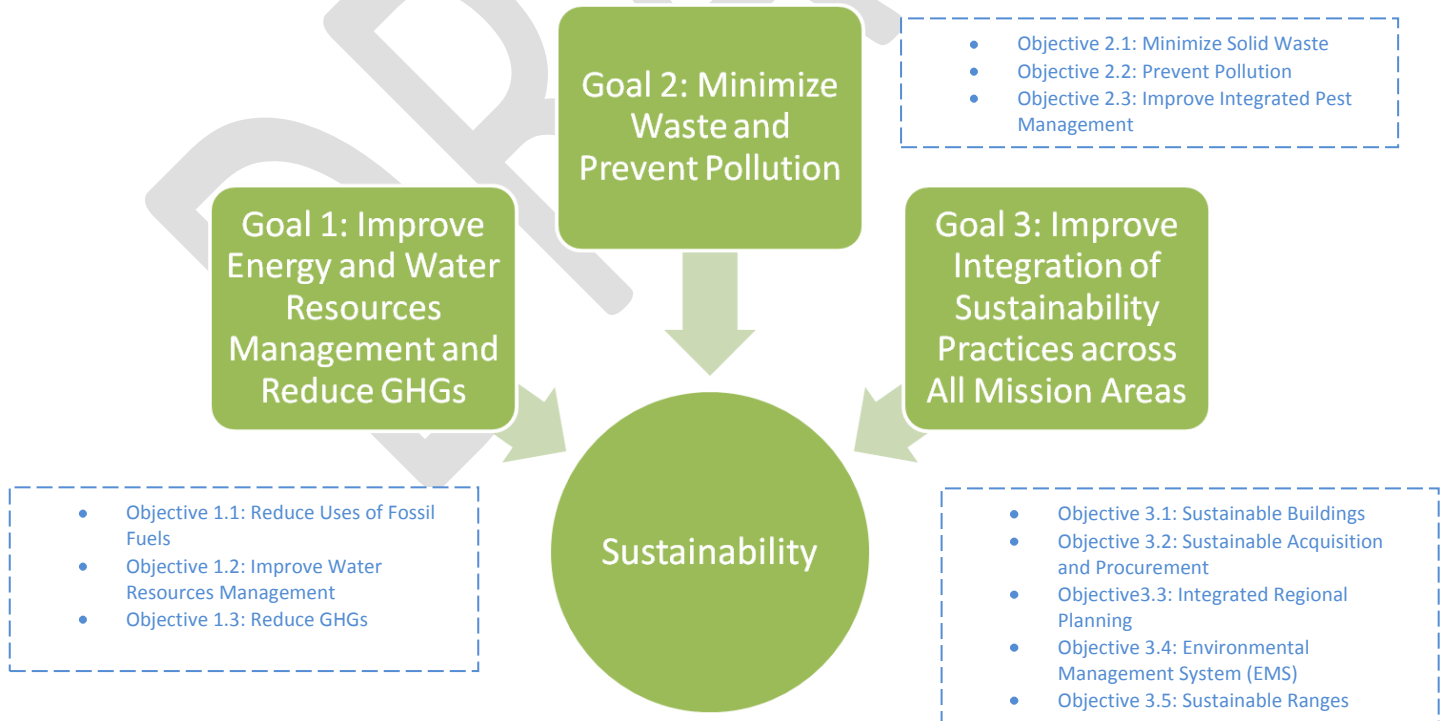 Goal 2: Minimize
Waste and
Prevent Pollution
• Objective 2.1: Minimize Solid Waste
• Objective 2.2: Prevent Pollution
• Objective 2.3: Improve Integrated Pest
Management
Goal 1: Improve
Energy and Water
Resources
Management and
Reduce GHGs
Goal 3: Improve
Integration of
Sustainability
Practices across
All Mission Areas
Sustainability
• Objective 1.1: Reduce Uses of Fossil
Fuels
• Objective 1.2: Improve Water
Resources Management
• Objective 1.3: Reduce GHGs
• Objective 3.1: Sustainable Buildings
• Objective 3.2: Sustainable Acquisition
and Procurement
• Objective3.3: Integrated Regional
Planning
• Objective 3.4: Environmental
Management System (EMS)
• Objective 3.5: Sustainable Ranges